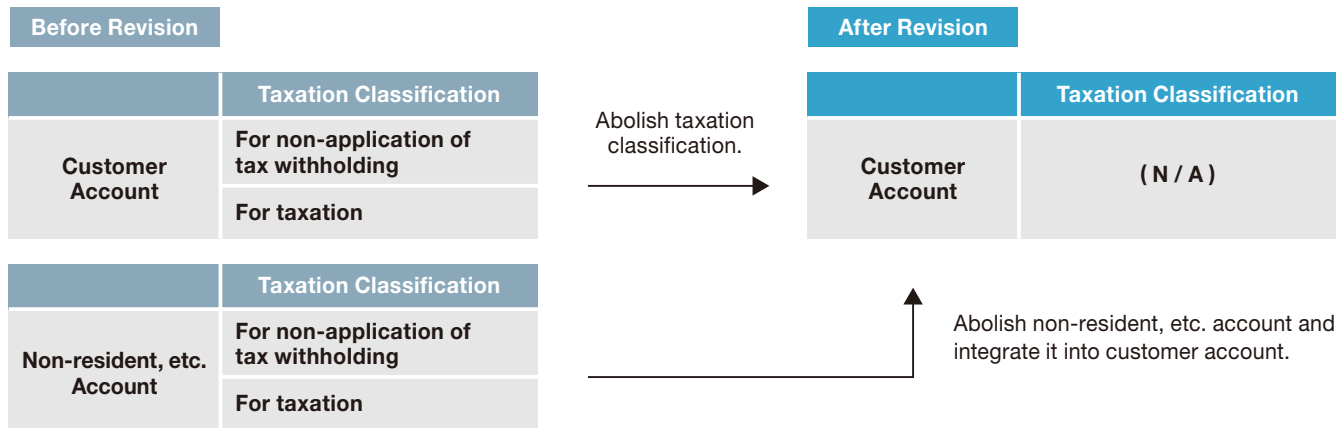 Before Revision
Taxation Classification
Customer
Account
For non-application of
tax withholding
For taxation
Abolish taxation
classification.
After Revision
Taxation Classification
Customer
Account
( N / A )
Taxation Classification
Non-resident, etc.
Account
For non-application of
tax withholding
For taxation
Abolish non-resident, etc. account and
integrate it into customer account.